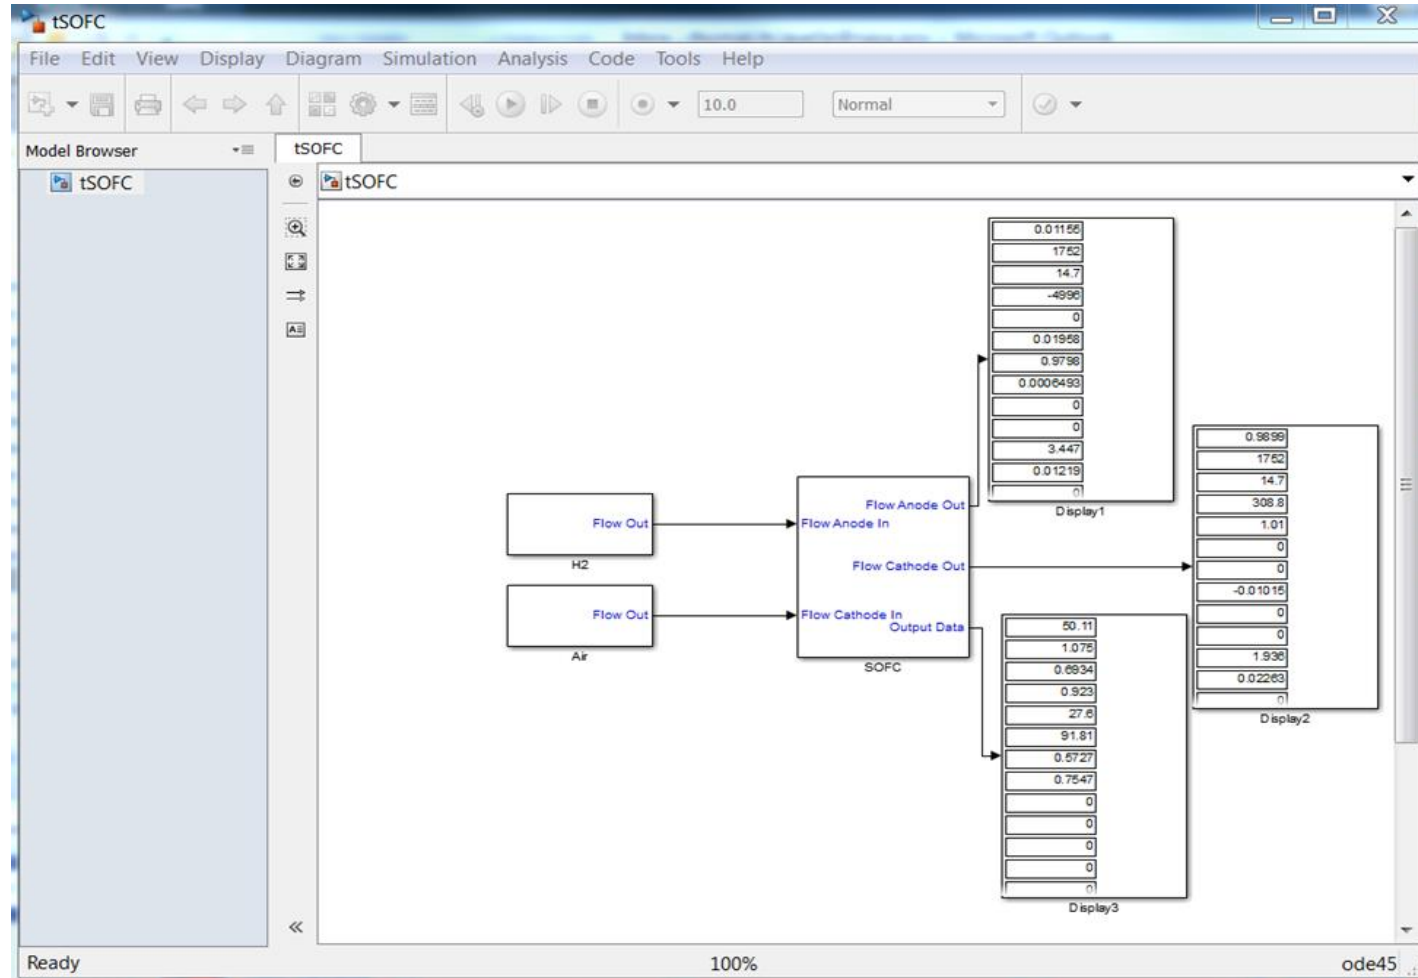 tSOFC
File Edit View Display Diagram Simulation Analysis Code Tools Help
10.0 Normal
Model Browser
tSOFC
tSOFC
tSOFC
0.01155
1752
14.7
-4996
0
0.01958
0.9798
0.0006493
0
0
3.447
0.01219
0
Display1
0.9899
1752
14.7
308.8
1.01
0
0
-0.01015
0
0
1.936
0.02263
0
Display2
Flow Out
H2
Flow Out
Air
Flow Anode Out
Flow Anode In
Flow Cathode Out
Flow Cathode In
Output Data
SOFC
50.11
1.075
0.6934
0.923
27.6
91.81
0.5727
0.7547
0
0
0
0
0
Display3
Ready 100% ode45